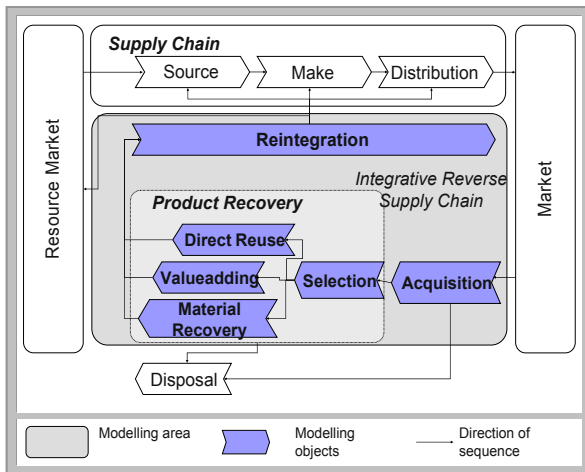 Supply Chain
Source
Make
Distribution
Resource Market
Market
Reintegration
Integrative Reverse
Supply Chain
Product Recovery
Direct Reuse
Valueadding
Selection
Acquisition
Material
Recovery
Disposal
Modelling area
Modelling
objects
Direction of
sequence